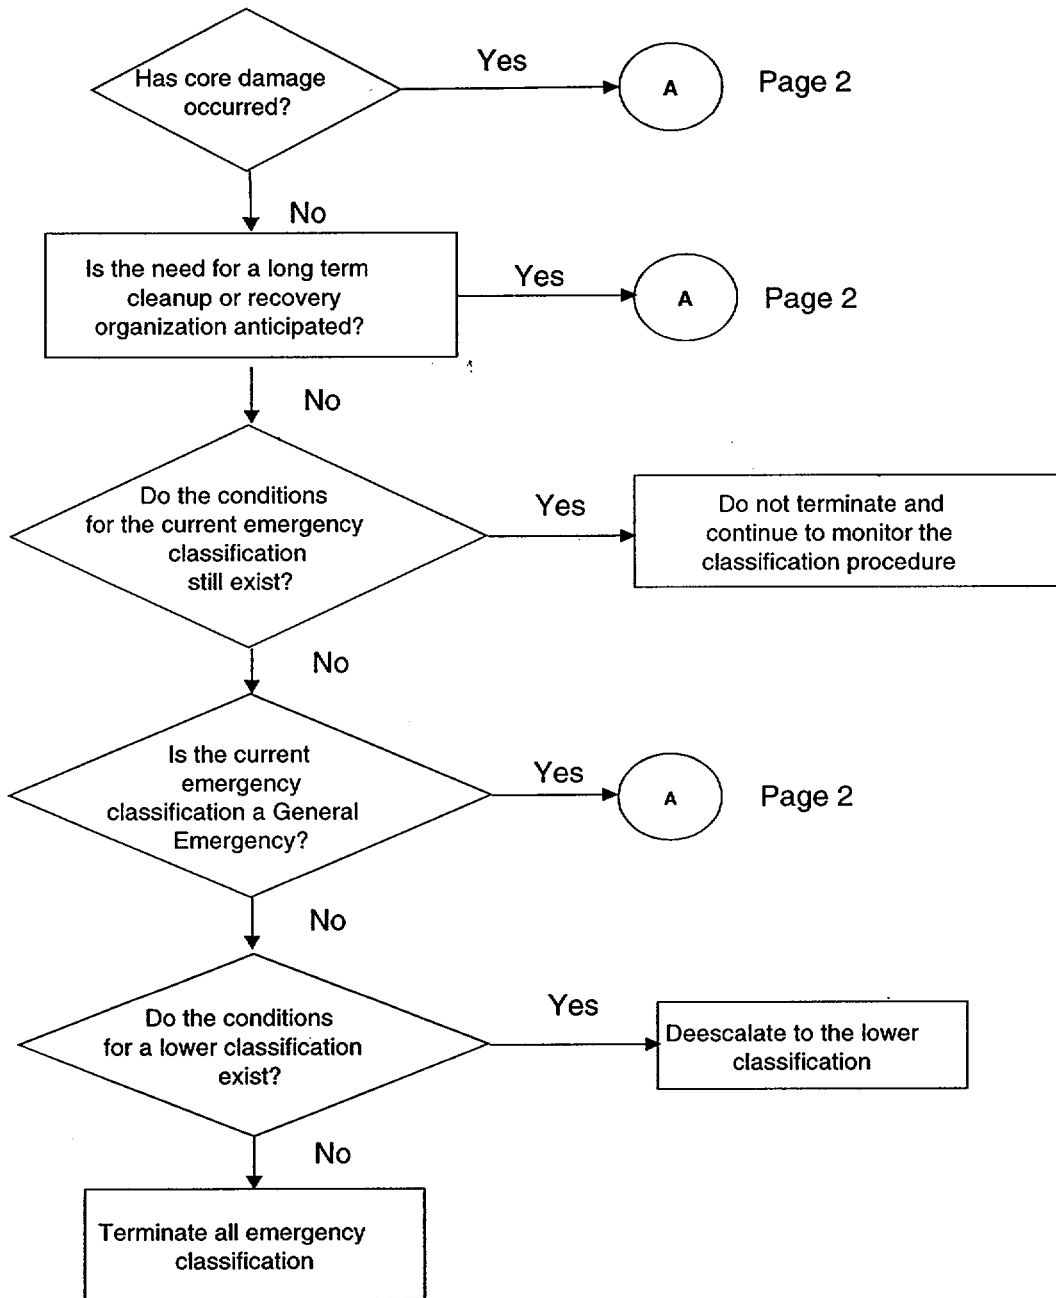 Has core damage
occurred?
Yes
A
Page 2
No
Is the need for a long term
cleanup or recovery
organization anticipated?
Yes
A
Page 2
No
Do the conditions
for the current emergency
classification
still exist?
Yes
Do not terminate and
continue to monitor the
classification procedure
No
Is the current
emergency
classification a General
Emergency?
Yes
A
Page 2
No
Do the conditions
for a lower classification
exist?
Yes
Deescalate to the lower
classification
No
Terminate all emergency
classification